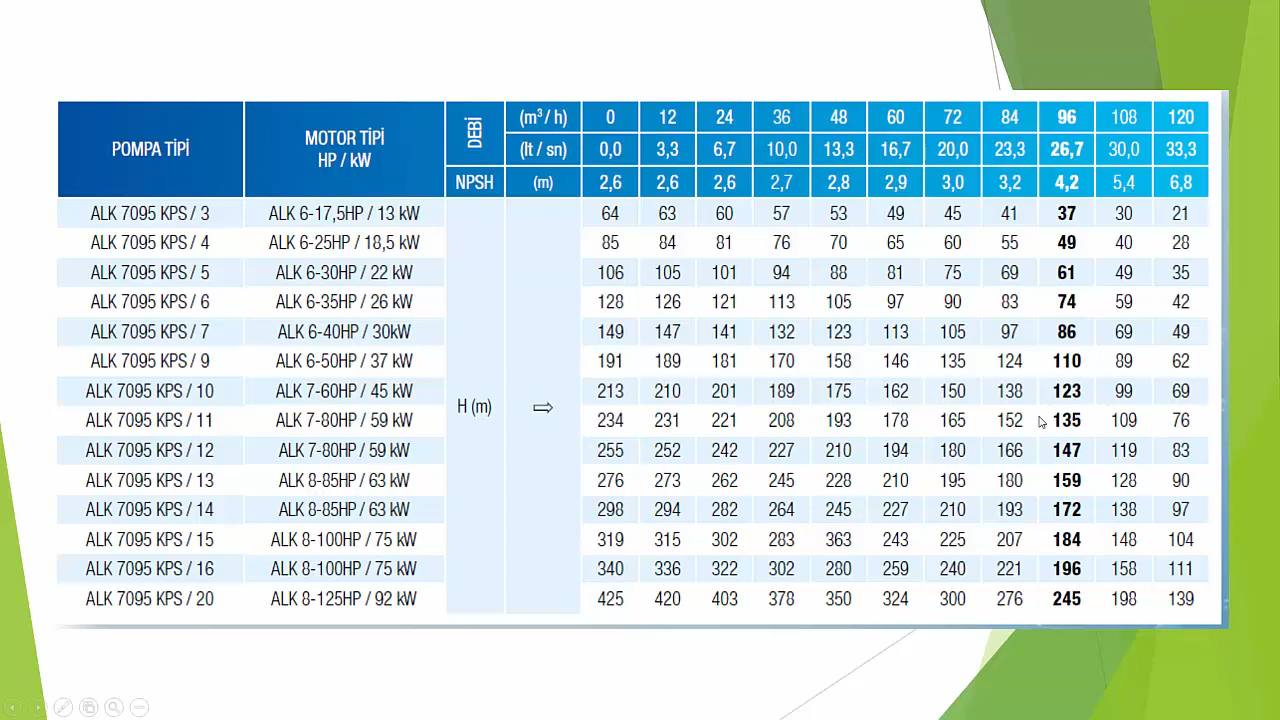 POMPA TİPİ MOTOR TİPİ HP / kW DEBİ (m³ / h) 0 12 24 36 48 60 72 84 96 108 120
(lt / sn) 0,0 3,3 6,7 10,0 13,3 16,7 20,0 23,3 26,7 30,0 33,3
NPSH (m) 2,6 2,6 2,6 2,7 2,8 2,9 3,0 3,2 4,2 5,4 6,8
ALK 7095 KPS / 3 ALK 6-17,5HP / 13 kW 64 63 60 57 53 49 45 41 37 30 21
ALK 7095 KPS / 4 ALK 6-25HP / 18,5 kW 85 84 81 76 70 65 60 55 49 40 28
ALK 7095 KPS / 5 ALK 6-30HP / 22 kW 106 105 101 94 88 81 75 69 61 49 35
ALK 7095 KPS / 6 ALK 6-35HP / 26 kW 128 126 121 113 105 97 90 83 74 59 42
ALK 7095 KPS / 7 ALK 6-40HP / 30kW 149 147 141 132 123 113 105 97 86 69 49
ALK 7095 KPS / 9 ALK 6-50HP / 37 kW 191 189 181 170 158 146 135 124 110 89 62
ALK 7095 KPS / 10 ALK 7-60HP / 45 kW 213 210 201 189 175 162 150 138 123 99 69
H (m) ⇨
ALK 7095 KPS / 11 ALK 7-80HP / 59 kW 234 231 221 208 193 178 165 152 135 109 76
ALK 7095 KPS / 12 ALK 7-80HP / 59 kW 255 252 242 227 210 194 180 166 147 119 83
ALK 7095 KPS / 13 ALK 8-85HP / 63 kW 276 273 262 245 228 210 195 180 159 128 90
ALK 7095 KPS / 14 ALK 8-85HP / 63 kW 298 294 282 264 245 227 210 193 172 138 97
ALK 7095 KPS / 15 ALK 8-100HP / 75 kW 319 315 302 283 363 243 225 207 184 148 104
ALK 7095 KPS / 16 ALK 8-100HP / 75 kW 340 336 322 302 280 259 240 221 196 158 111
ALK 7095 KPS / 20 ALK 8-125HP / 92 kW 425 420 403 378 350 324 300 276 245 198 139